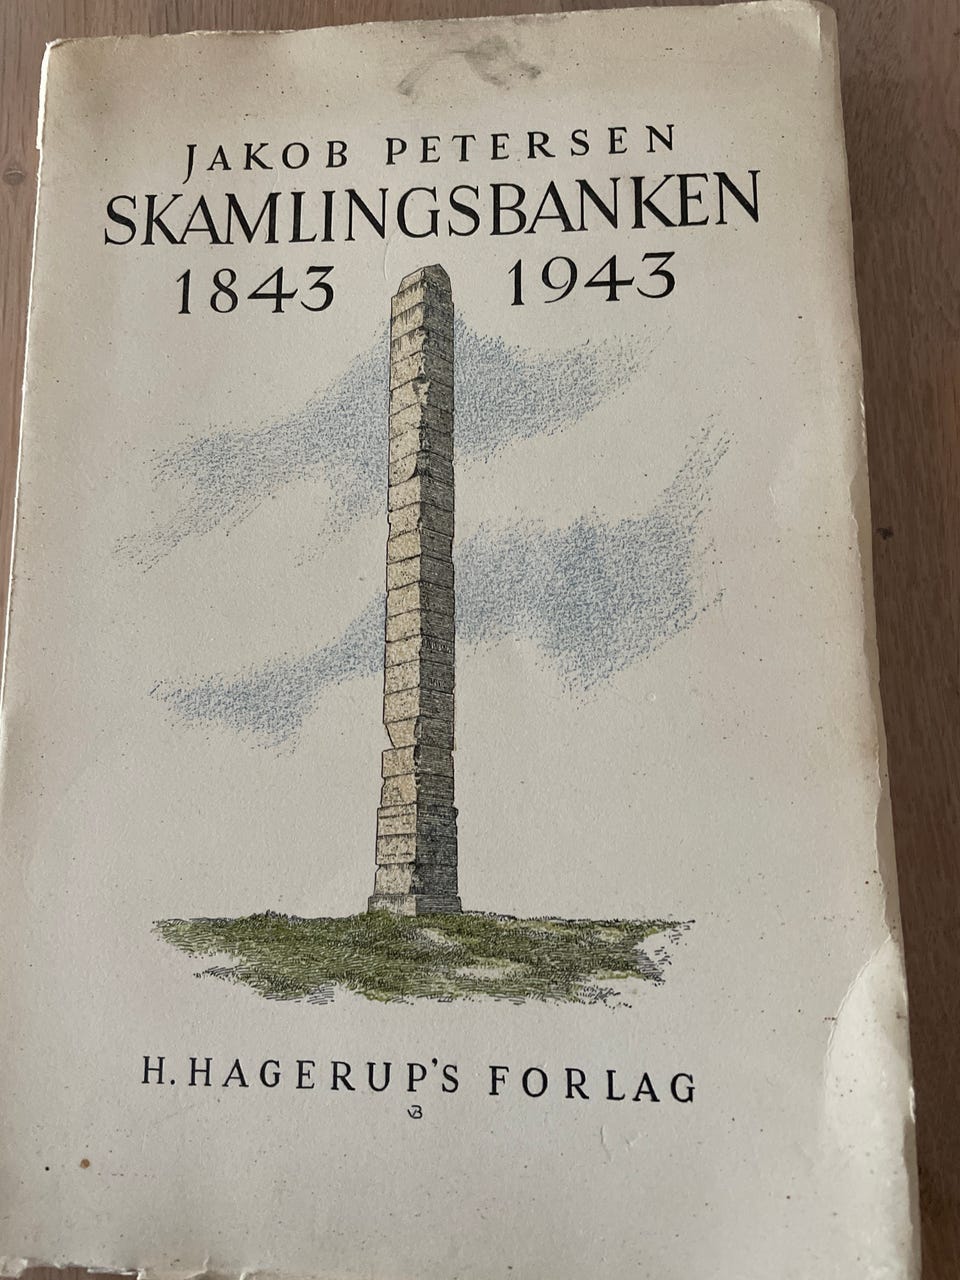 JAKOB PETERSEN
SKAMLINGSBANKEN
1843 1943
H. HAGERUP'S FORLAG